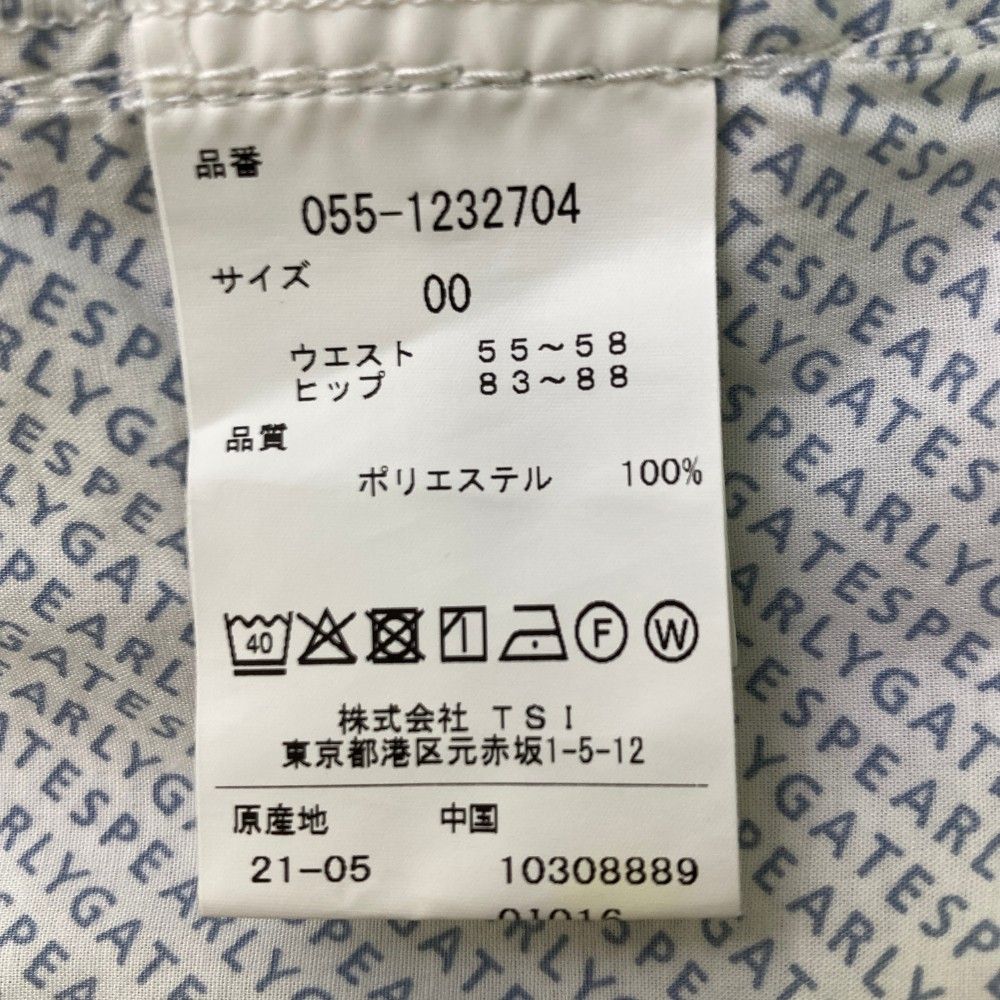 品番
055-1232704
サイズ 00
ウエスト 55～58
ヒップ 83～88
品質
ポリエステル 100%
40
F W
株式会社 TSI
東京都港区元赤坂1-5-12
原産地 中国
21-05 10308889
PEARLYGATES